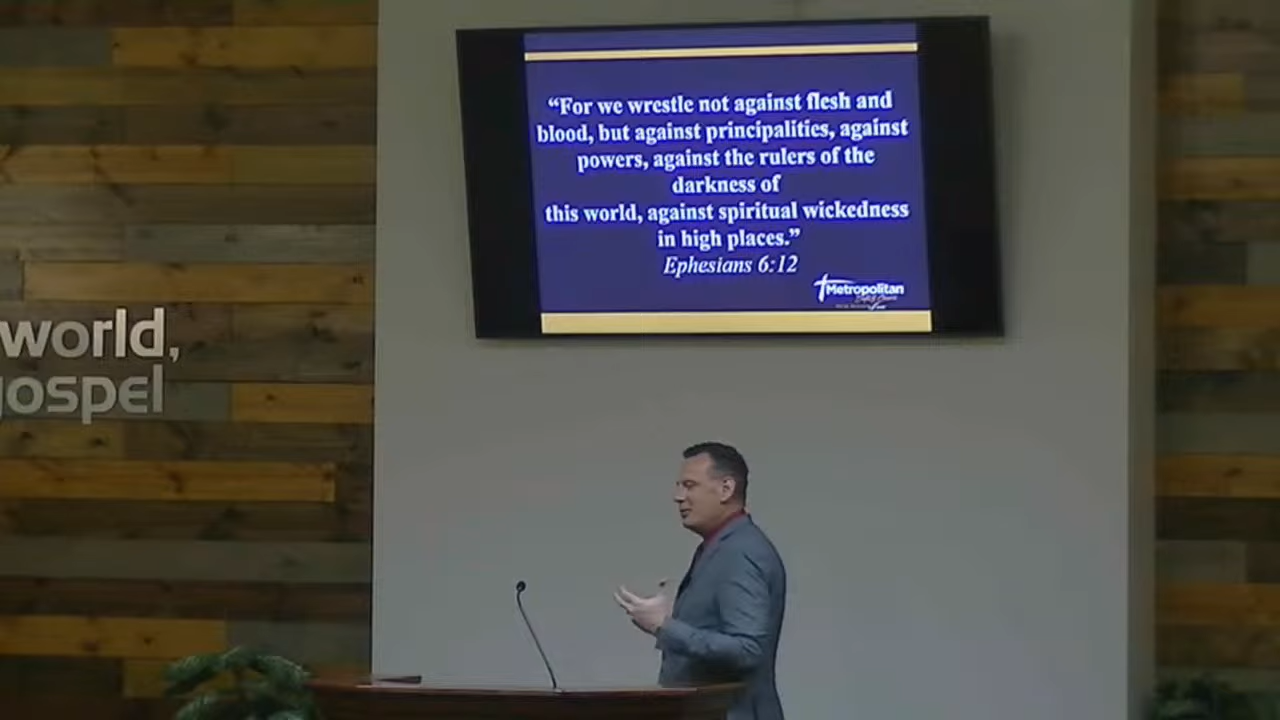 “For we wrestle not against flesh and
blood, but against principalities, against
powers, against the rulers of the
darkness of
this world, against spiritual wickedness
in high places.”
Ephesians 6:12
Metropolitan
world,
gospel